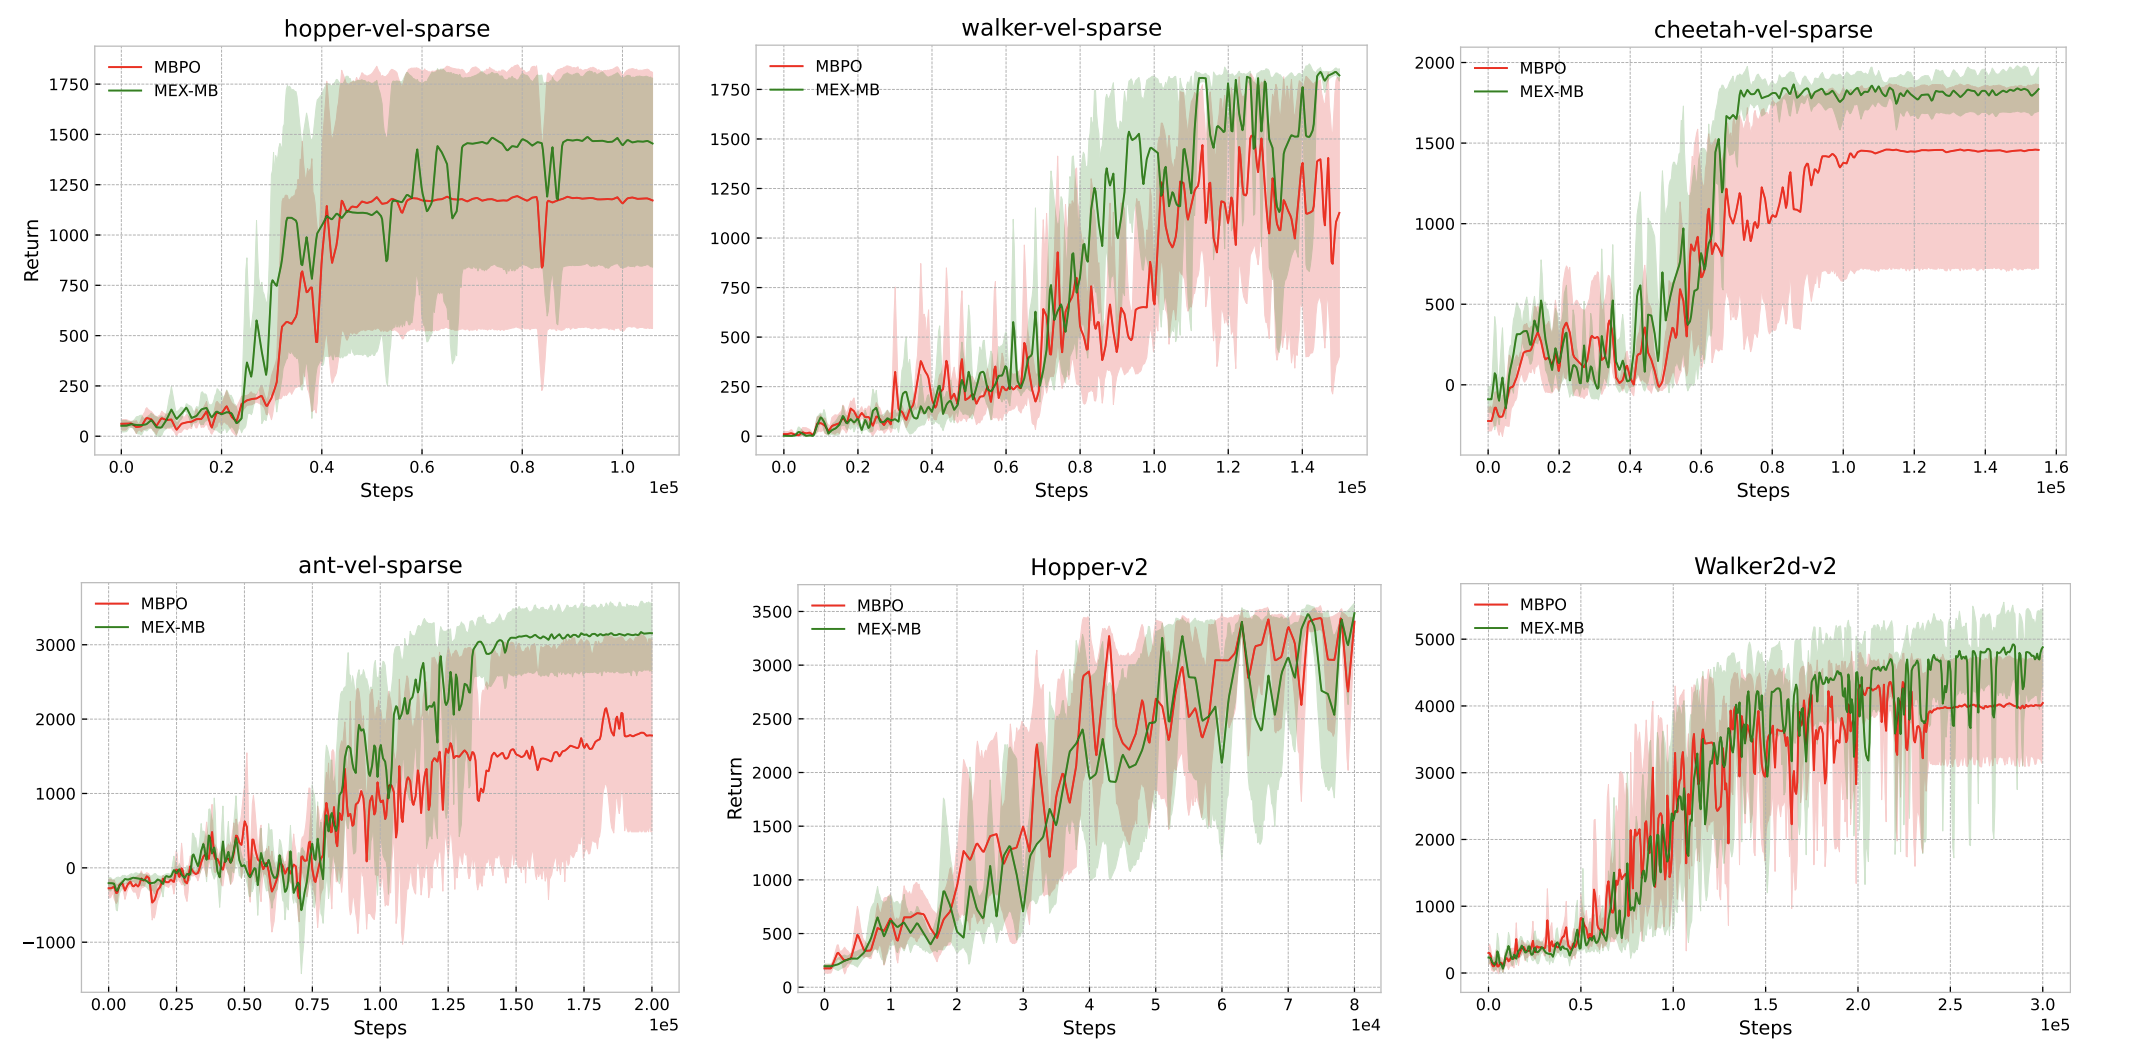 hopper-vel-sparse
MBPO
MEX-MB
1750
1500
1250
1000
750
500
250
0
Return
0.0 0.2 0.4 0.6 0.8 1.0
Steps
1e5
walker-vel-sparse
MBPO
MEX-MB
1750
1500
1250
1000
750
500
250
0
0.0 0.2 0.4 0.6 0.8 1.0 1.2 1.4
Steps
1e5
cheetah-vel-sparse
MBPO
MEX-MB
2000
1500
1000
500
0
0.0 0.2 0.4 0.6 0.8 1.0 1.2 1.4 1.6
Steps
1e5
ant-vel-sparse
MBPO
MEX-MB
3000
2000
1000
0
−1000
0.00 0.25 0.50 0.75 1.00 1.25 1.50 1.75 2.00
Steps
1e5
Hopper-v2
MBPO
MEX-MB
3500
3000
2500
2000
1500
1000
500
0
Return
0 1 2 3 4 5 6 7 8
Steps
1e4
Walker2d-v2
MBPO
MEX-MB
5000
4000
3000
2000
1000
0
0.0 0.5 1.0 1.5 2.0 2.5 3.0
Steps
1e5